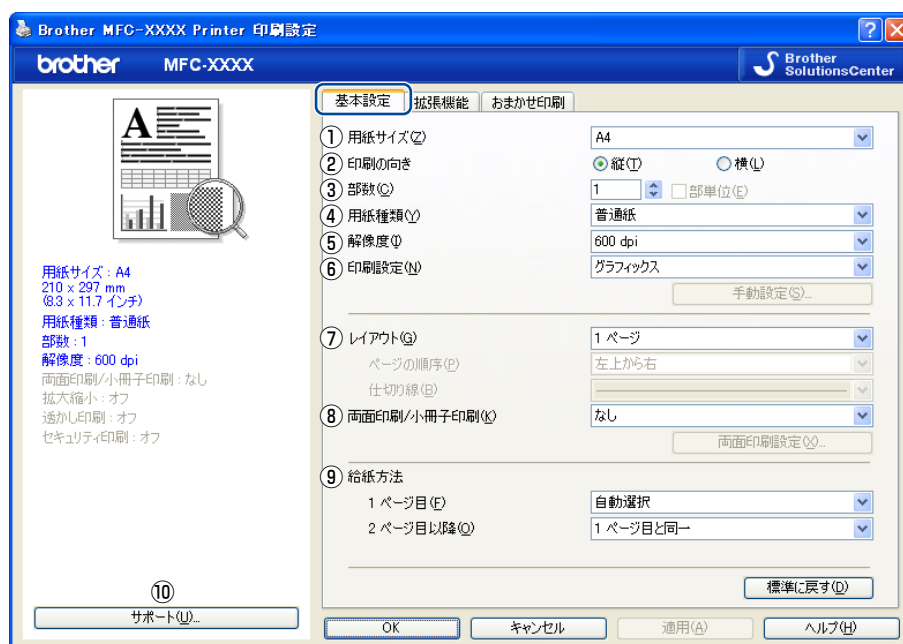 Brother MFC-XXXX Printer 印刷設定
brother MFC-XXXX
Brother
SolutionsCenter
A
用紙サイズ : A4
210 x 297 mm
(8.3 x 11.7 インチ)
用紙種類 : 普通紙
部数 : 1
解像度 : 600 dpi
両面印刷/小冊子印刷 : なし
拡大縮小 : オフ
透かし印刷 : オフ
セキュリティ印刷 : オフ
⑩
サポート(U)...
基本設定 拡張機能 おまかせ印刷
① 用紙サイズ(Z) A4
② 印刷の向き 縦(T) 横(L)
③ 部数(C) 1 部単位(E)
④ 用紙種類(Y) 普通紙
⑤ 解像度(I) 600 dpi
⑥ 印刷設定(N) グラフィックス
手動設定(S)...
⑦ レイアウト(G) 1 ページ
ページの順序(P) 左上から右
仕切り線(B)
⑧ 両面印刷/小冊子印刷(K) なし
両面印刷設定(X)...
⑨ 給紙方法
1 ページ目(F) 自動選択
2 ページ目以降(O) 1 ページ目と同一
標準に戻す(D)
OK キャンセル 適用(A) ヘルプ(H)